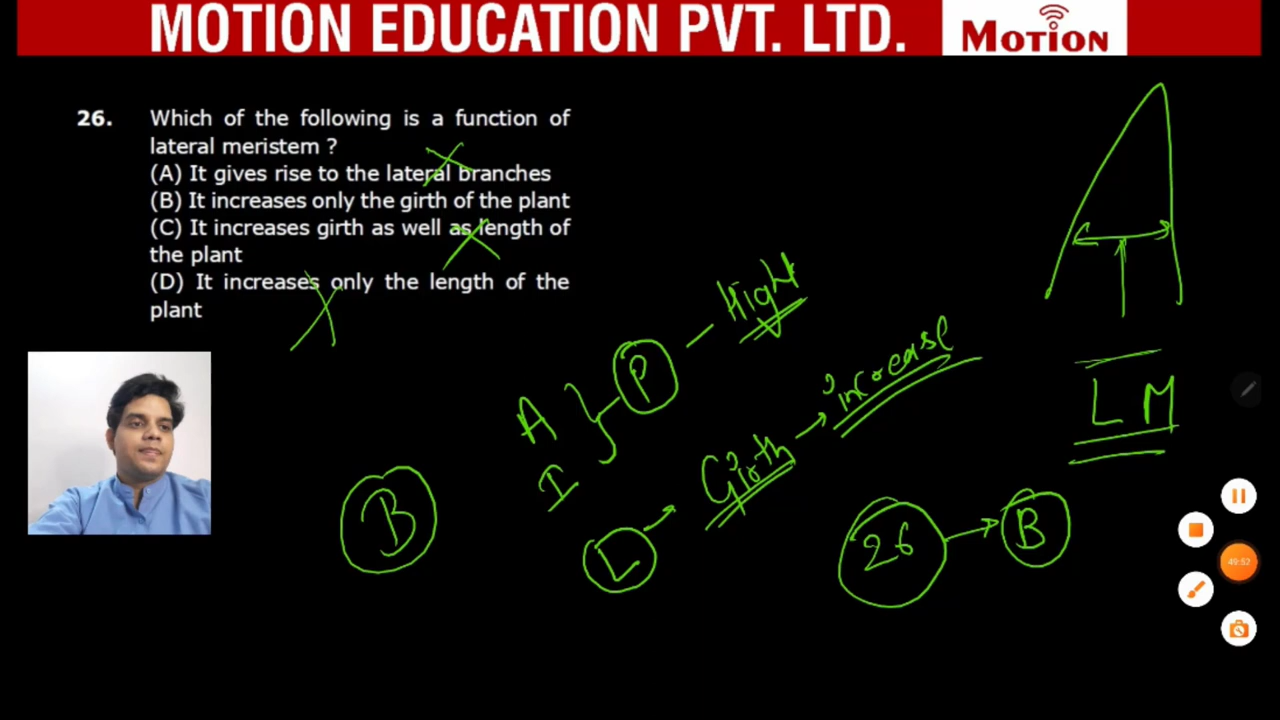 MOTION EDUCATION PVT. LTD.
MOTION
26. Which of the following is a function of
lateral meristem ?
(A) It gives rise to the lateral branches
(B) It increases only the girth of the plant
(C) It increases girth as well as length of
the plant
(D) It increases only the length of the
plant
A
I
P – Hight
L → Girth → increase
B
26 → B
LM
49:52